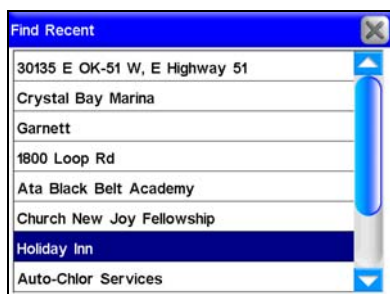 Find Recent
30135 E OK-51 W, E Highway 51
Crystal Bay Marina
Garnett
1800 Loop Rd
Ata Black Belt Academy
Church New Joy Fellowship
Holiday Inn
Auto-Chlor Services